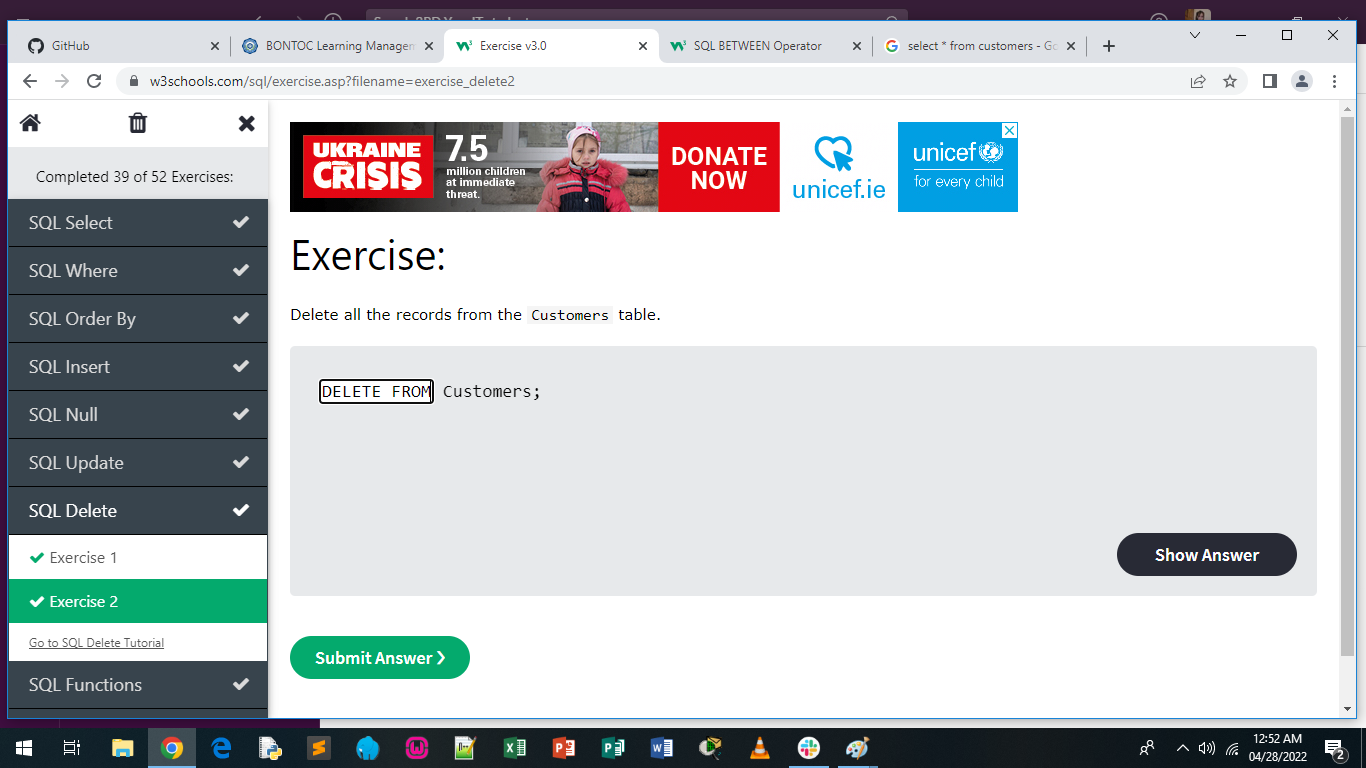 GitHub
BONTOC Learning Managem
Exercise v3.0
SQL BETWEEN Operator
select * from customers - Go
w3schools.com/sql/exercise.asp?filename=exercise_delete2
Completed 39 of 52 Exercises:
SQL Select
SQL Where
SQL Order By
SQL Insert
SQL Null
SQL Update
SQL Delete
Exercise 1
Exercise 2
Go to SQL Delete Tutorial
SQL Functions
UKRAINE
CRISIS
7.5
million children
at immediate
threat.
DONATE
NOW
unicef.ie
unicef
for every child
Exercise:
Delete all the records from the Customers table.
DELETE FROM Customers;
Show Answer
Submit Answer ❯
12:52 AM
04/28/2022
2